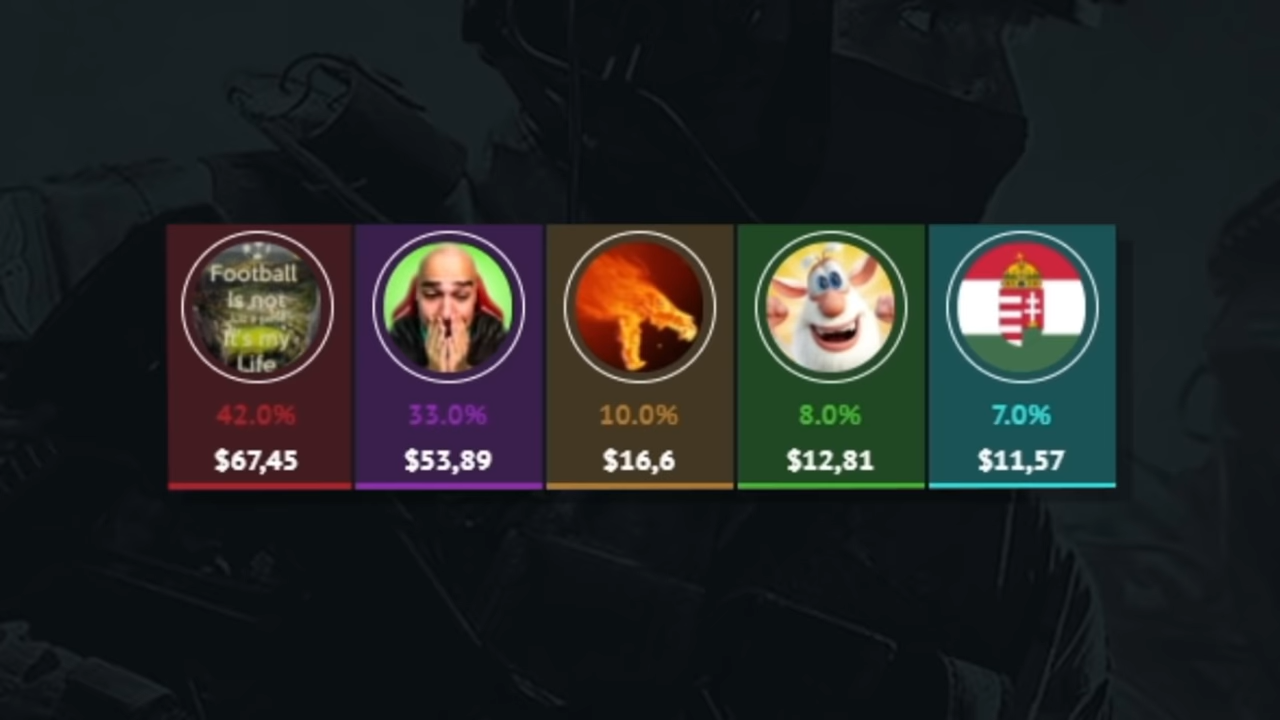 Football
Is not
It's my
Life
42.0% 33.0% 10.0% 8.0% 7.0%
$67,45 $53,89 $16,6 $12,81 $11,57